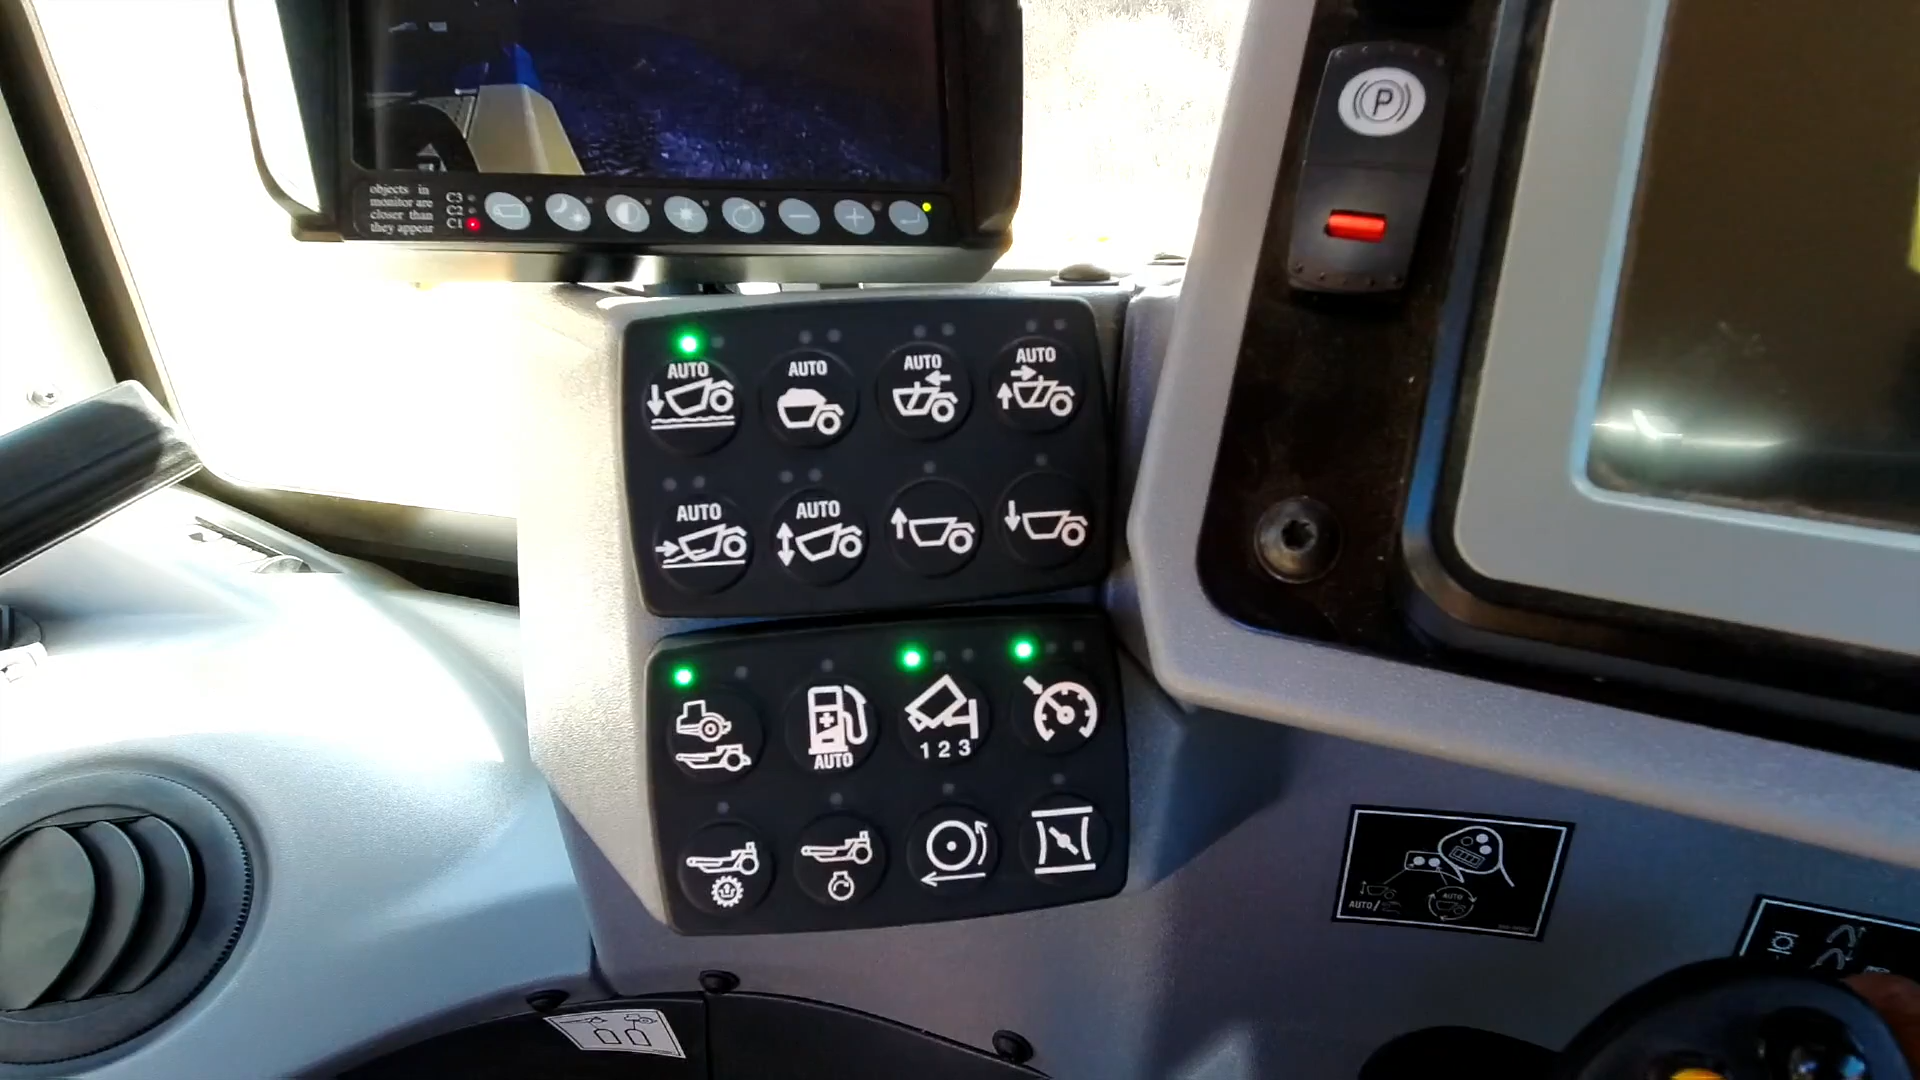 objects in
monitor are
closer than
they appear
C3
C2
C1
P
AUTO
AUTO
AUTO
AUTO
AUTO
AUTO
AUTO
1 2 3
AUTO/
AUTO